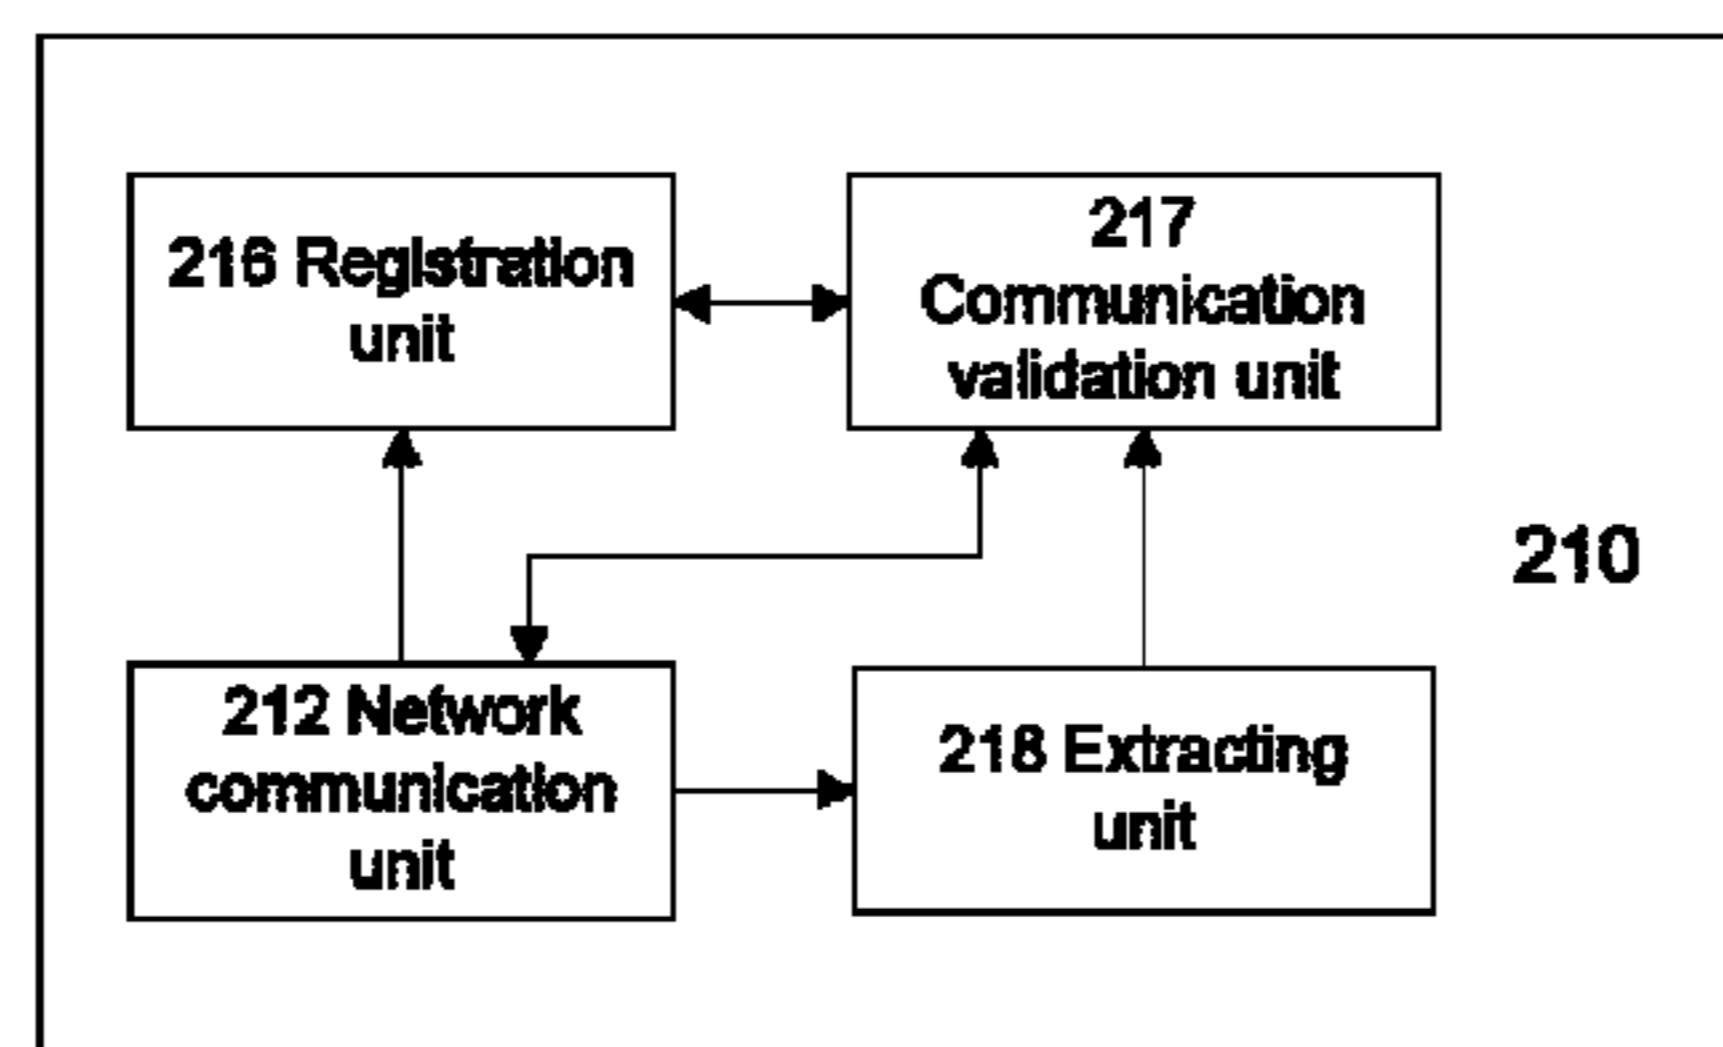 216 Registration
unit
217
Communication
validation unit
210
212 Network
communication
unit
218 Extracting
unit